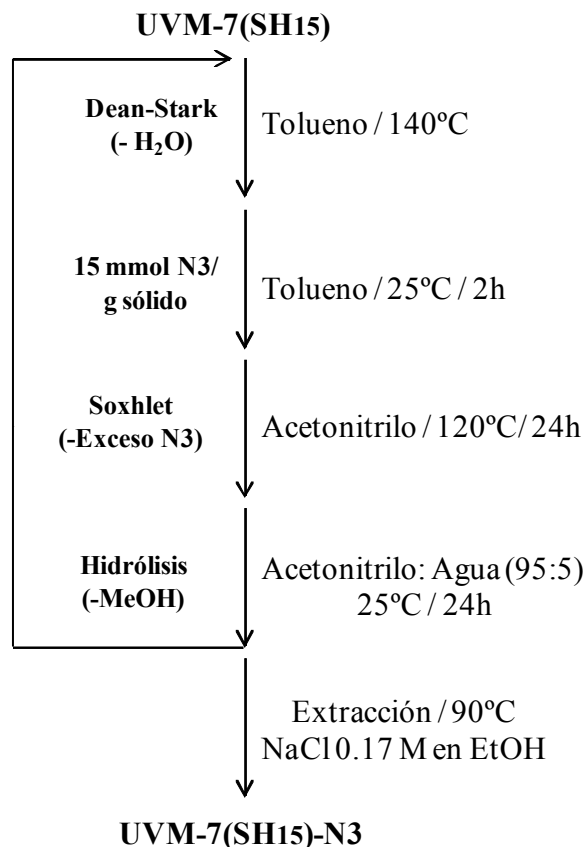 UVM-7(SH15)
Dean-Stark
(- H₂O)
Tolueno / 140ºC
15 mmol N3/
g sólido
Tolueno / 25ºC / 2h
Soxhlet
(-Exceso N3)
Acetonitrilo / 120ºC/ 24h
Hidrólisis
(-MeOH)
Acetonitrilo: Agua (95:5)
25ºC / 24h
Extracción / 90ºC
NaCl 0.17 M en EtOH
UVM-7(SH15)-N3